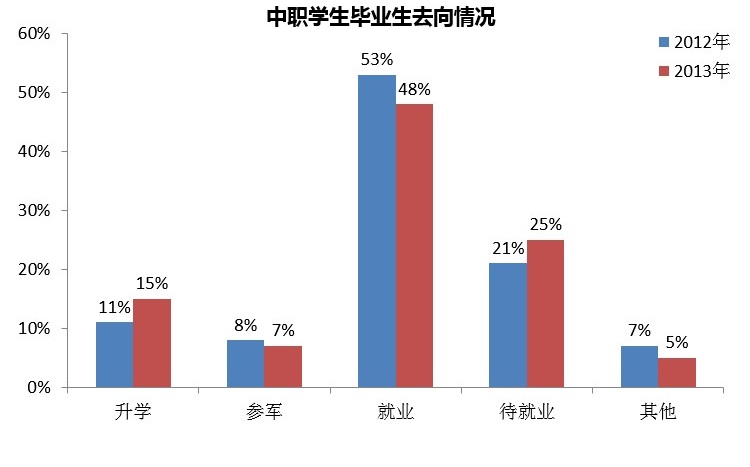 中职学生毕业生去向情况
60%
50%
40%
30%
20%
10%
0%
2012年
2013年
11%
15%
8%
7%
53%
48%
21%
25%
7%
5%
升学
参军
就业
待就业
其他